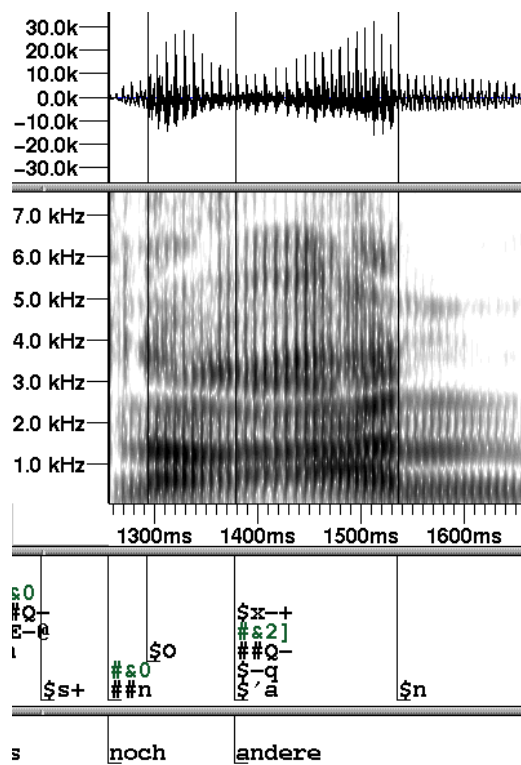 30.0k
20.0k
10.0k
0.0k
-10.0k
-20.0k
-30.0k
7.0 kHz
6.0 kHz
5.0 kHz
4.0 kHz
3.0 kHz
2.0 kHz
1.0 kHz
1300ms 1400ms 1500ms 1600ms
&0
#Q-
E-@
$s+
#&0
##n
$O
$x-+
#&2]
##Q-
$-q
$'a
$n
s noch andere